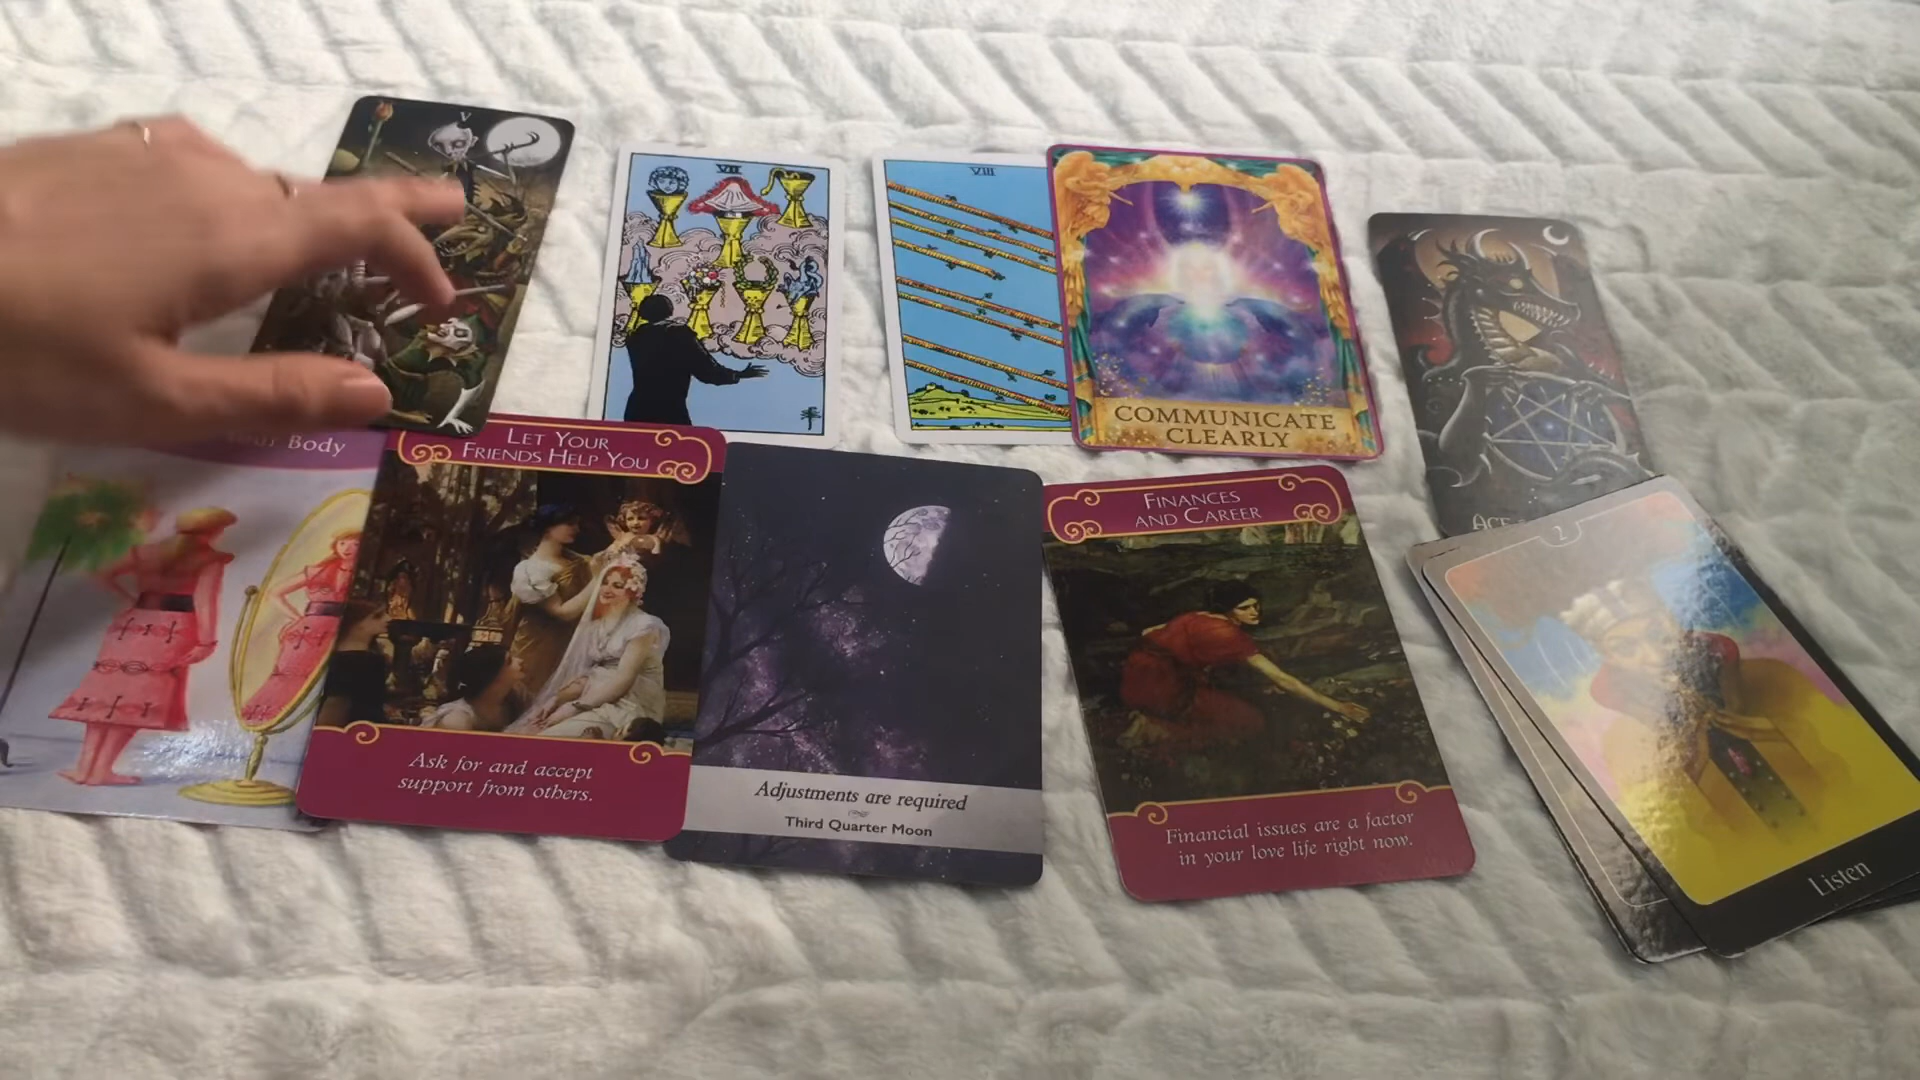 V
VII
VIII
COMMUNICATE
CLEARLY
Your Body
LET YOUR
FRIENDS HELP YOU
Ask for and accept
support from others.
Adjustments are required
Third Quarter Moon
FINANCES
AND CAREER
Financial issues are a factor
in your love life right now.
ACE
2
Listen